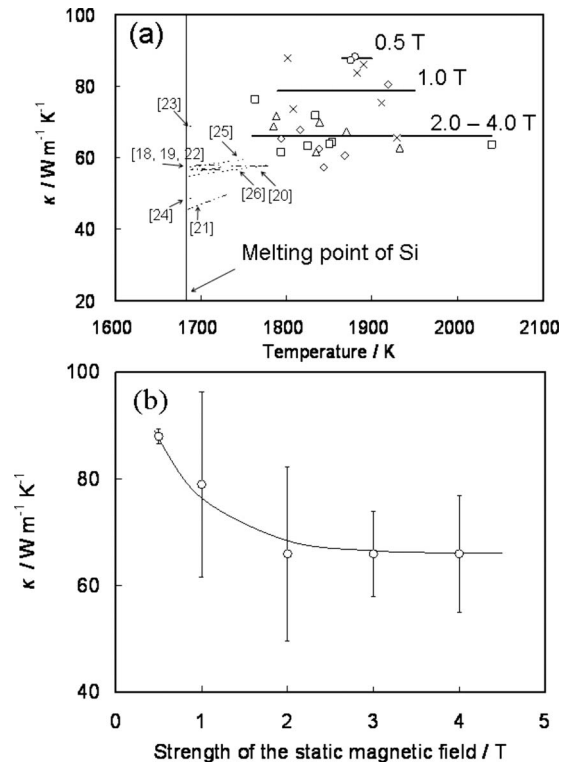 (a)
κ / W m⁻¹ K⁻¹
100
80
60
40
20
0.5 T
1.0 T
2.0 – 4.0 T
[23]
[18, 19, 22]
[25]
[26]
[20]
[24]
[21]
Melting point of Si
1600
1700
1800
1900
2000
2100
Temperature / K
(b)
κ / W m⁻¹ K⁻¹
100
80
60
40
0
1
2
3
4
5
Strength of the static magnetic field / T